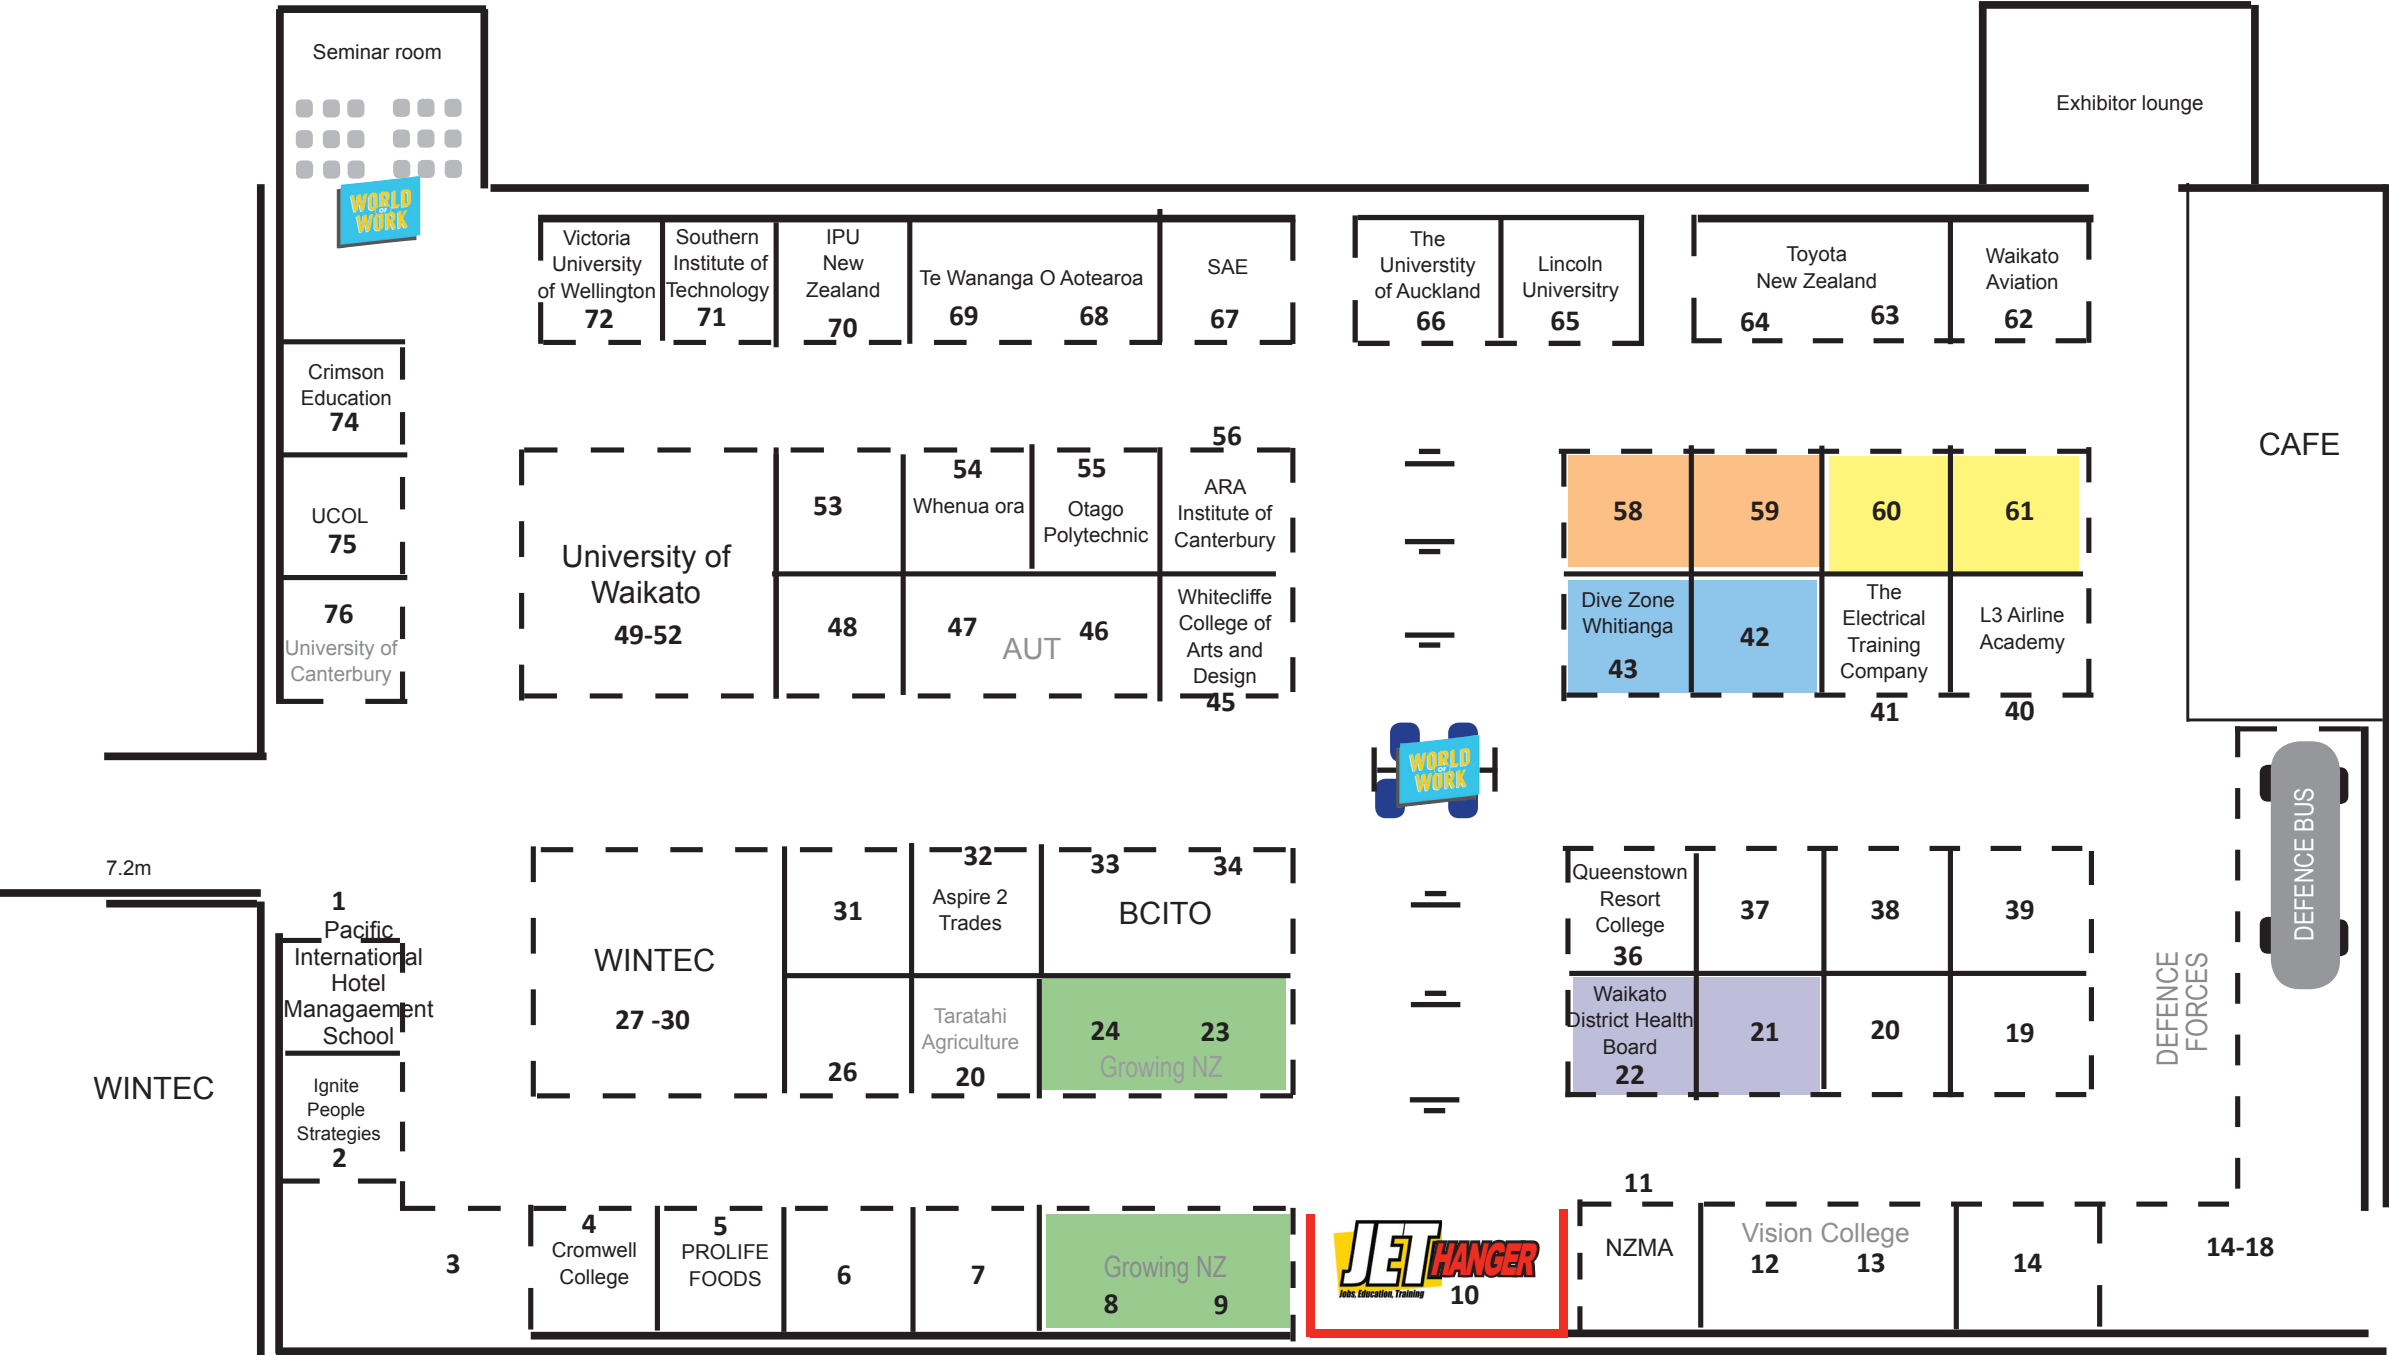 Seminar room
WORLD
OF
WORK
Exhibitor lounge
Victoria
University
of Wellington
72
Southern
Institute of
Technology
71
IPU
New
Zealand
70
Te Wananga O Aotearoa
69 68
SAE
67
The
Universtity
of Auckland
66
Lincoln
Universitry
65
Toyota
New Zealand
64 63
Waikato
Aviation
62
CAFE
Crimson
Education
74
UCOL
75
76
University of
Canterbury
University of
Waikato
49-52
53
54
Whenua ora
55
Otago
Polytechnic
56
ARA
Institute of
Canterbury
48
47 46
AUT
Whitecliffe
College of
Arts and
Design
45
58
59
60
61
Dive Zone
Whitianga
43
42
The
Electrical
Training
Company
41
L3 Airline
Academy
40
WORLD
OF
WORK
DEFENCE BUS
DEFENCE
FORCES
7.2m
WINTEC
1
Pacific
International
Hotel
Managaement
School
Ignite
People
Strategies
2
WINTEC
27 -30
31
32
Aspire 2
Trades
33 34
BCITO
26
Taratahi
Agriculture
20
24 23
Growing NZ
Queenstown
Resort
College
36
37
38
39
Waikato
District Health
Board
22
21
20
19
3
4
Cromwell
College
5
PROLIFE
FOODS
6
7
Growing NZ
8 9
JET HANGER
Jobs, Education, Training
10
11
NZMA
Vision College
12 13
14
14-18